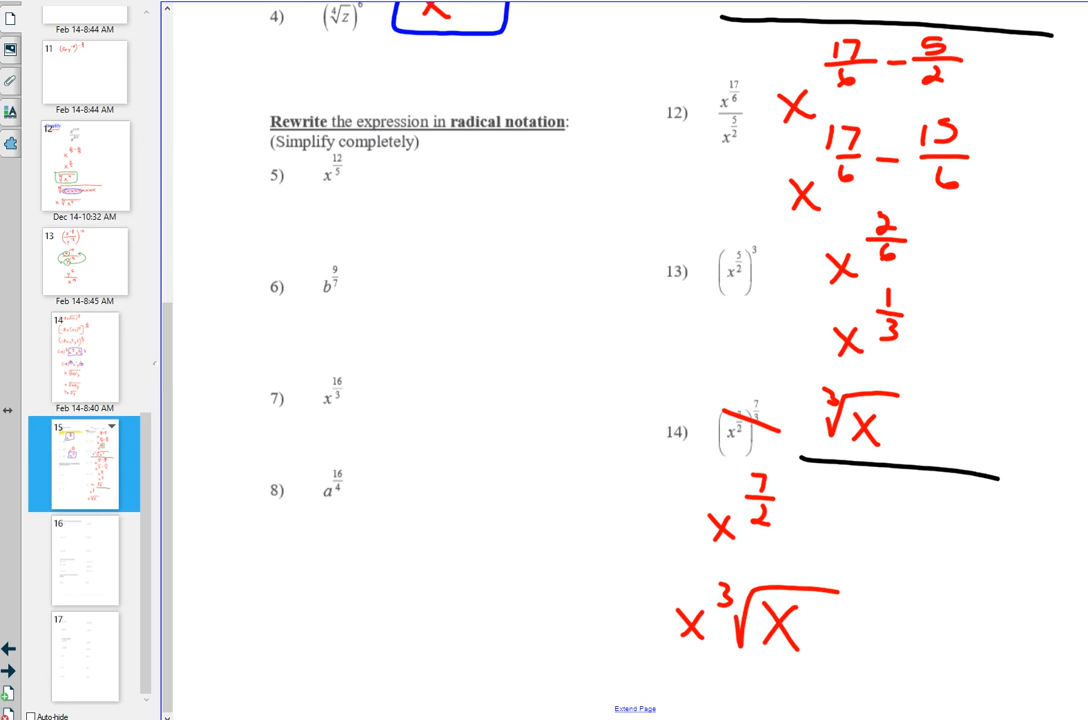 Feb 14-8:44 AM
11
Feb 14-8:44 AM
12
Dec 14-10:32 AM
13
Feb 14-8:45 AM
14
Feb 14-8:40 AM
15
16
17
Auto-hide
4) (∜z)⁶
x
Rewrite the expression in radical notation:
(Simplify completely)
5) x^(12/5)
6) b^(9/7)
7) x^(16/3)
8) a^(16/4)
12) x^(17/6) / x^(5/2)
x^(17/6 - 5/2)
x^(17/6 - 15/6)
x^(2/6)
x^(1/3)
∛x
13) (x^(5/2))^3
14)
x^(7/2)
x ∛x
Extend Page